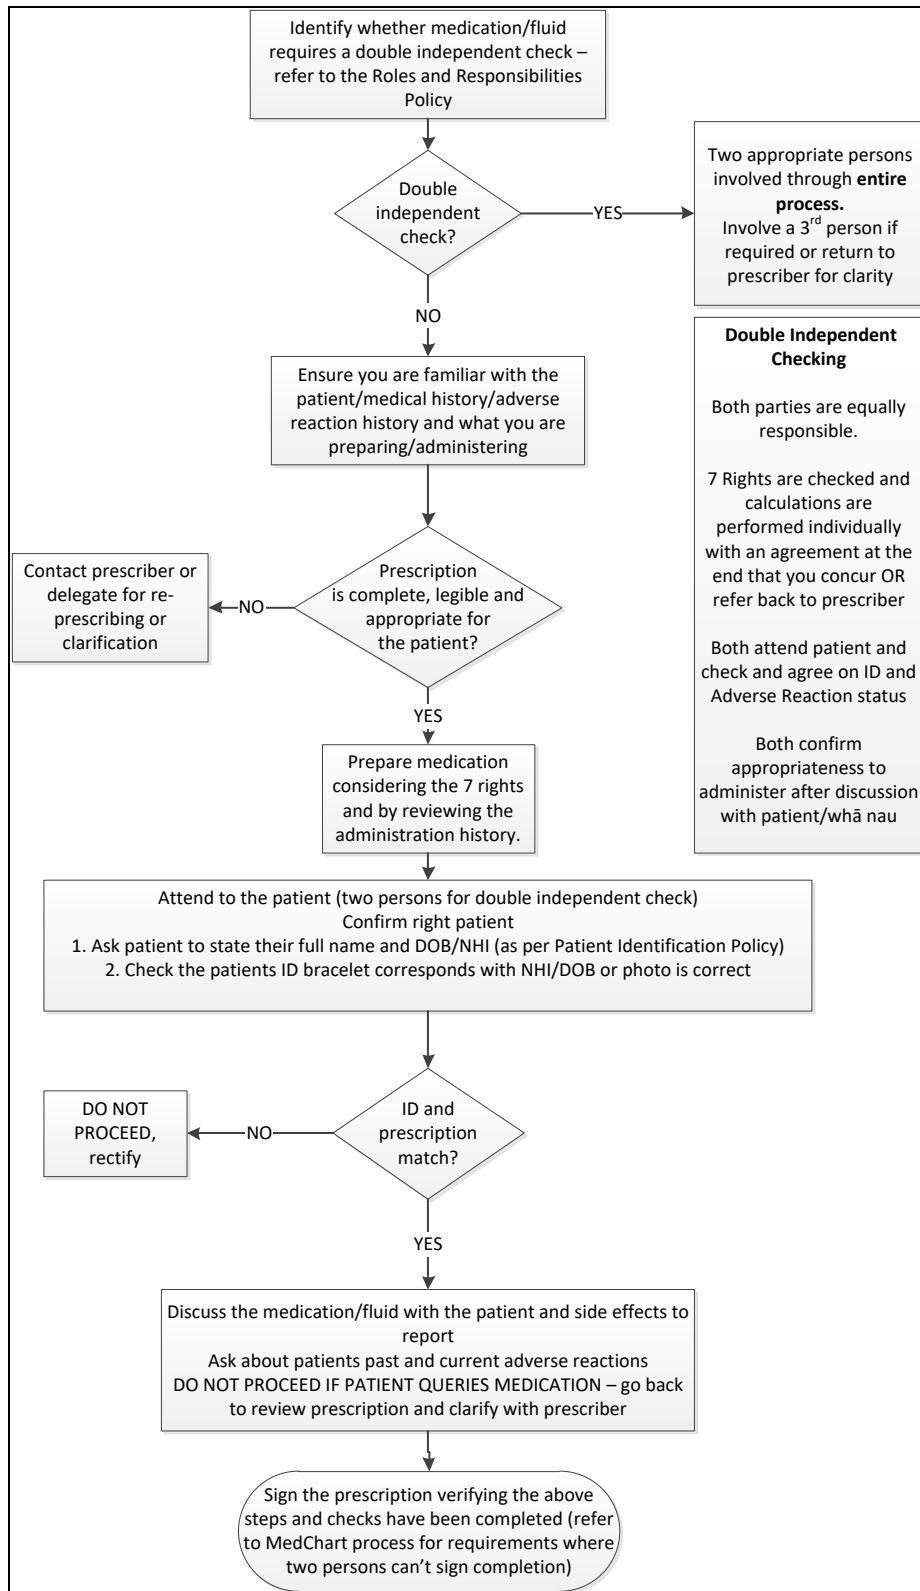 Identify whether medication/fluid
requires a double independent check –
refer to the Roles and Responsibilities
Policy
Double
independent
check?
YES
Two appropriate persons
involved through entire
process.
Involve a 3rd person if
required or return to
prescriber for clarity
NO
Double Independent
Checking
Both parties are equally
responsible.
7 Rights are checked and
calculations are
performed individually
with an agreement at the
end that you concur OR
refer back to prescriber
Both attend patient and
check and agree on ID and
Adverse Reaction status
Both confirm
appropriateness to
administer after discussion
with patient/whā nau
Ensure you are familiar with the
patient/medical history/adverse
reaction history and what you are
preparing/administering
Prescription
is complete, legible and
appropriate for
the patient?
NO
Contact prescriber or
delegate for re-
prescribing or
clarification
YES
Prepare medication
considering the 7 rights
and by reviewing the
administration history.
Attend to the patient (two persons for double independent check)
Confirm right patient
1. Ask patient to state their full name and DOB/NHI (as per Patient Identification Policy)
2. Check the patients ID bracelet corresponds with NHI/DOB or photo is correct
ID and
prescription
match?
NO
DO NOT
PROCEED,
rectify
YES
Discuss the medication/fluid with the patient and side effects to
report
Ask about patients past and current adverse reactions
DO NOT PROCEED IF PATIENT QUERIES MEDICATION – go back
to review prescription and clarify with prescriber
Sign the prescription verifying the above
steps and checks have been completed (refer
to MedChart process for requirements where
two persons can't sign completion)